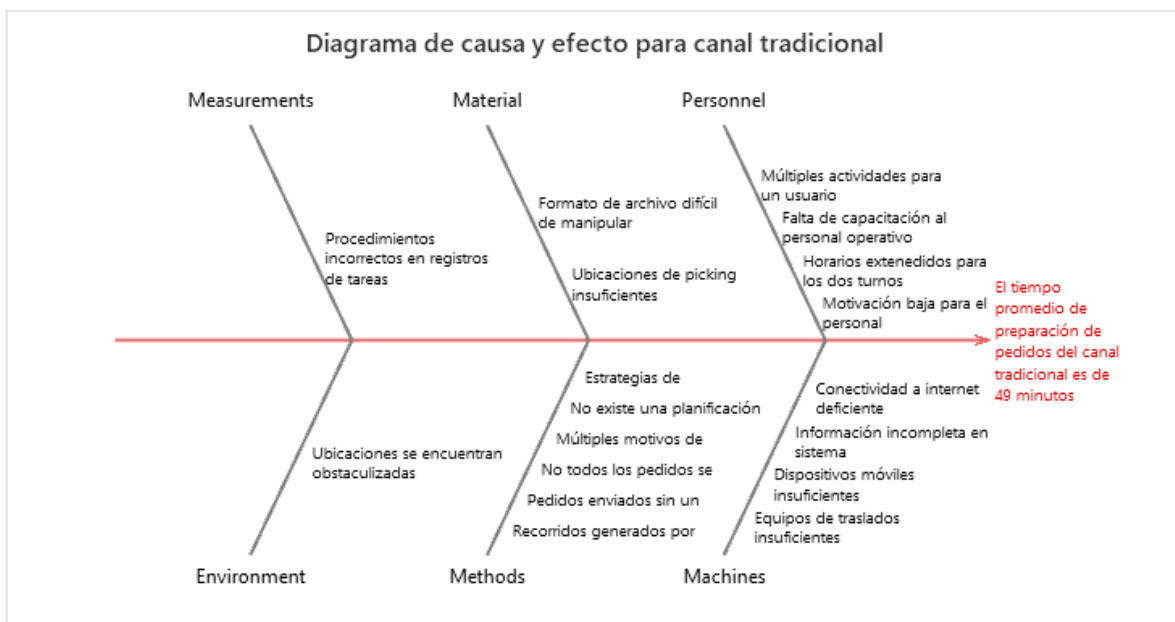 Diagrama de causa y efecto para canal tradicional
Measurements
Material
Personnel
Procedimientos
incorrectos en registros
de tareas
Formato de archivo difícil
de manipular
Ubicaciones de picking
insuficientes
Múltiples actividades para
un usuario
Falta de capacitación al
personal operativo
Horarios extenedidos para
los dos turnos
Motivación baja para el
personal
El tiempo
promedio de
preparación de
pedidos del canal
tradicional es de
49 minutos
Ubicaciones se encuentran
obstaculizadas
Estrategias de
No existe una planificación
Múltiples motivos de
No todos los pedidos se
Pedidos enviados sin un
Recorridos generados por
Conectividad a internet
deficiente
Información incompleta en
sistema
Dispositivos móviles
insuficientes
Equipos de traslados
insuficientes
Environment
Methods
Machines